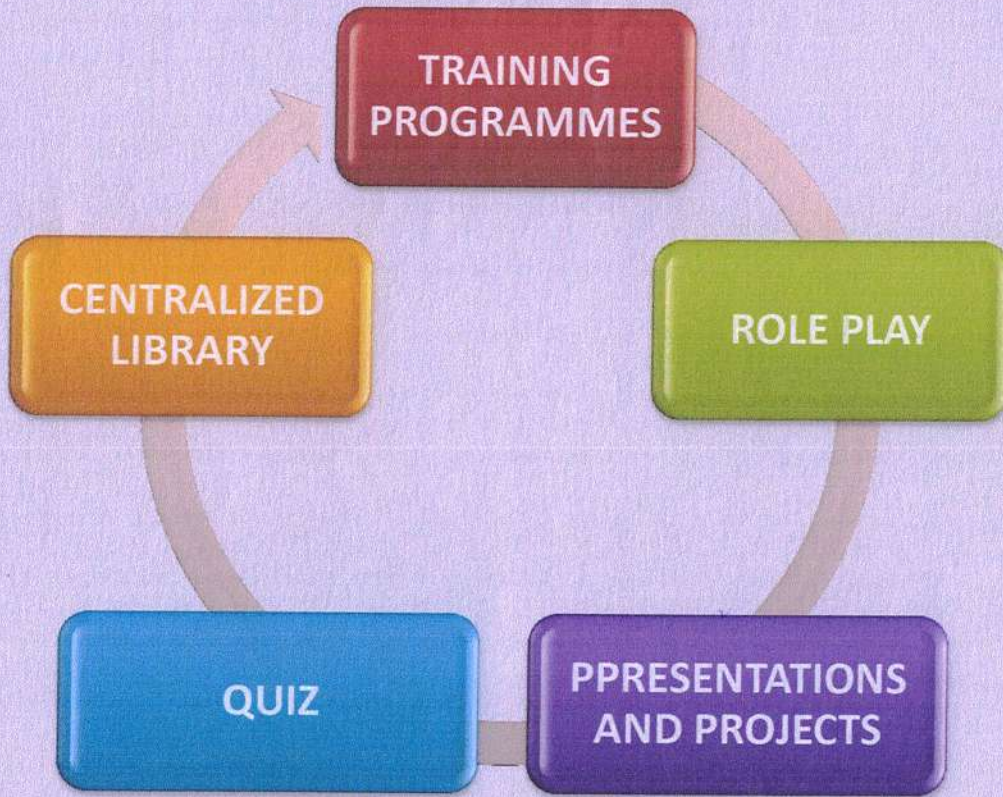 TRAINING
PROGRAMMES
ROLE PLAY
PPRESENTATIONS
AND PROJECTS
QUIZ
CENTRALIZED
LIBRARY